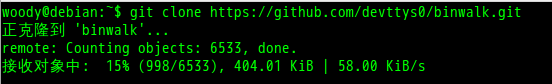 woody@debian:~$ git clone https://github.com/devttys0/binwalk.git
正克隆到 'binwalk'...
remote: Counting objects: 6533, done.
接收对象中:  15% (998/6533), 404.01 KiB | 58.00 KiB/s